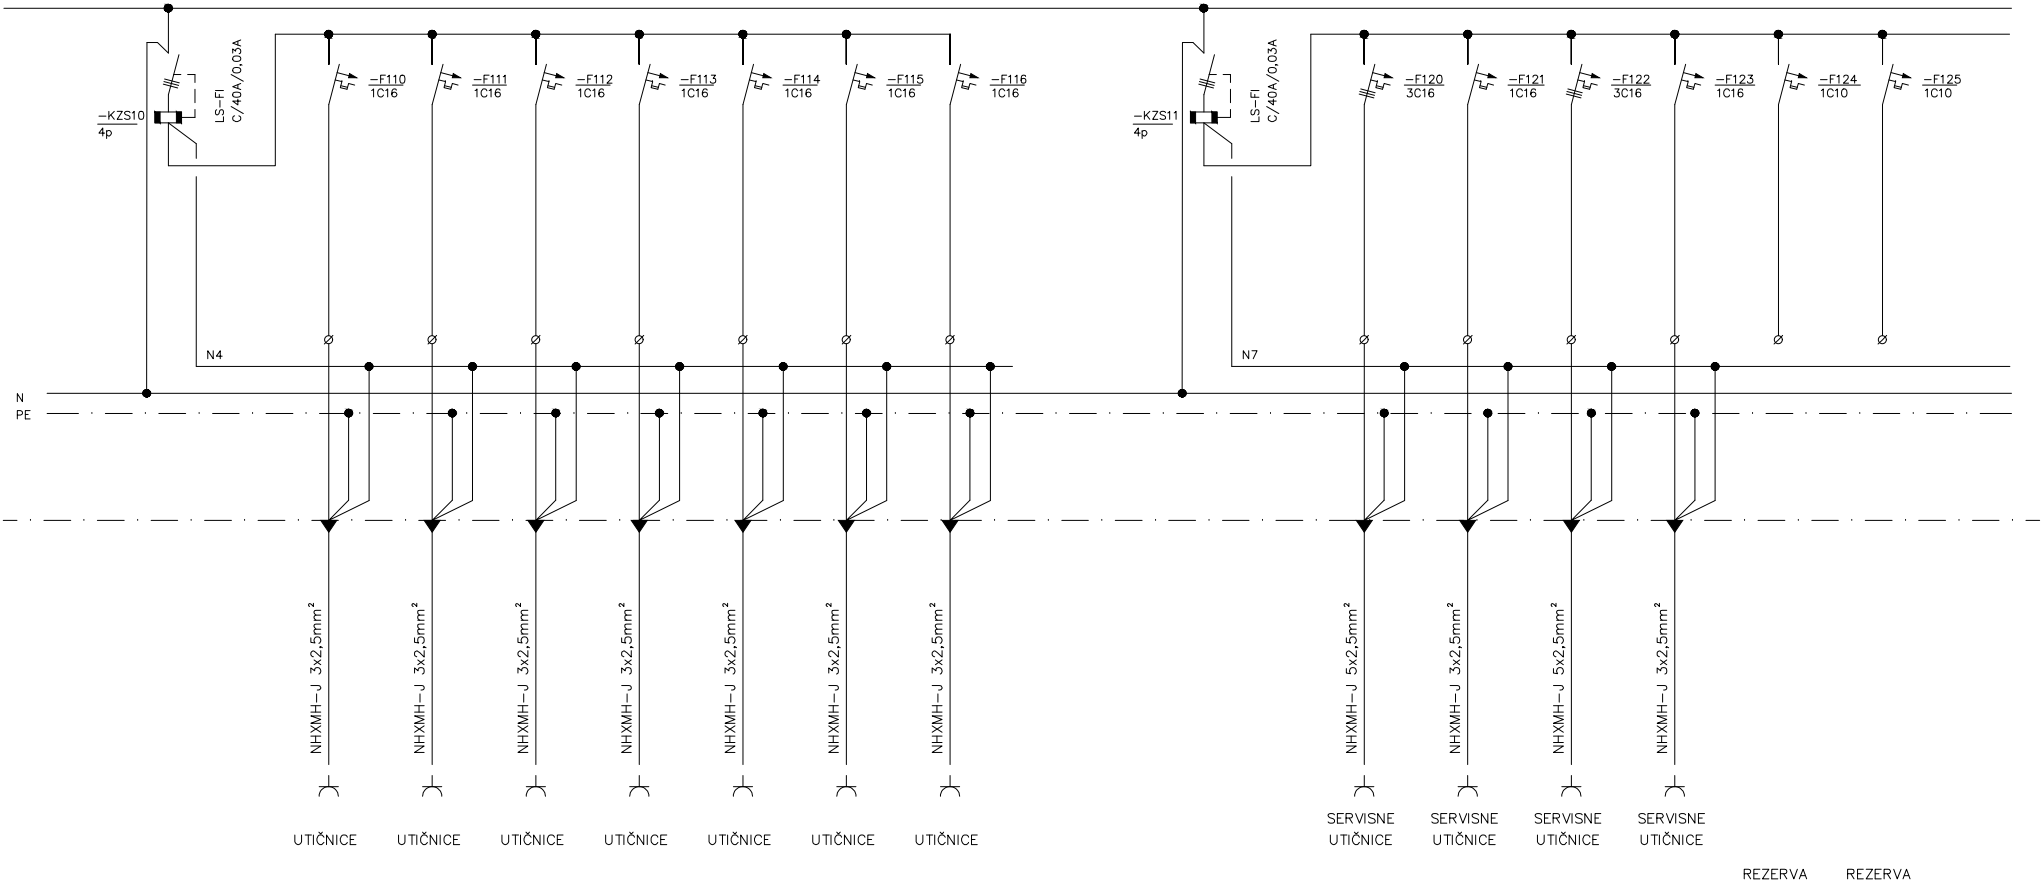 -KZS10
4p
LS-FI
C/40A/0,03A
-F110
1C16
-F111
1C16
-F112
1C16
-F113
1C16
-F114
1C16
-F115
1C16
-F116
1C16
-KZS11
4p
LS-FI
C/40A/0,03A
-F120
3C16
-F121
1C16
-F122
3C16
-F123
1C16
-F124
1C10
-F125
1C10
N4
N7
N
PE
NHXMH-J 3x2,5mm²
NHXMH-J 3x2,5mm²
NHXMH-J 3x2,5mm²
NHXMH-J 3x2,5mm²
NHXMH-J 3x2,5mm²
NHXMH-J 3x2,5mm²
NHXMH-J 3x2,5mm²
NHXMH-J 5x2,5mm²
NHXMH-J 3x2,5mm²
NHXMH-J 5x2,5mm²
NHXMH-J 3x2,5mm²
UTIČNICE
UTIČNICE
UTIČNICE
UTIČNICE
UTIČNICE
UTIČNICE
UTIČNICE
SERVISNE
UTIČNICE
SERVISNE
UTIČNICE
SERVISNE
UTIČNICE
SERVISNE
UTIČNICE
REZERVA
REZERVA